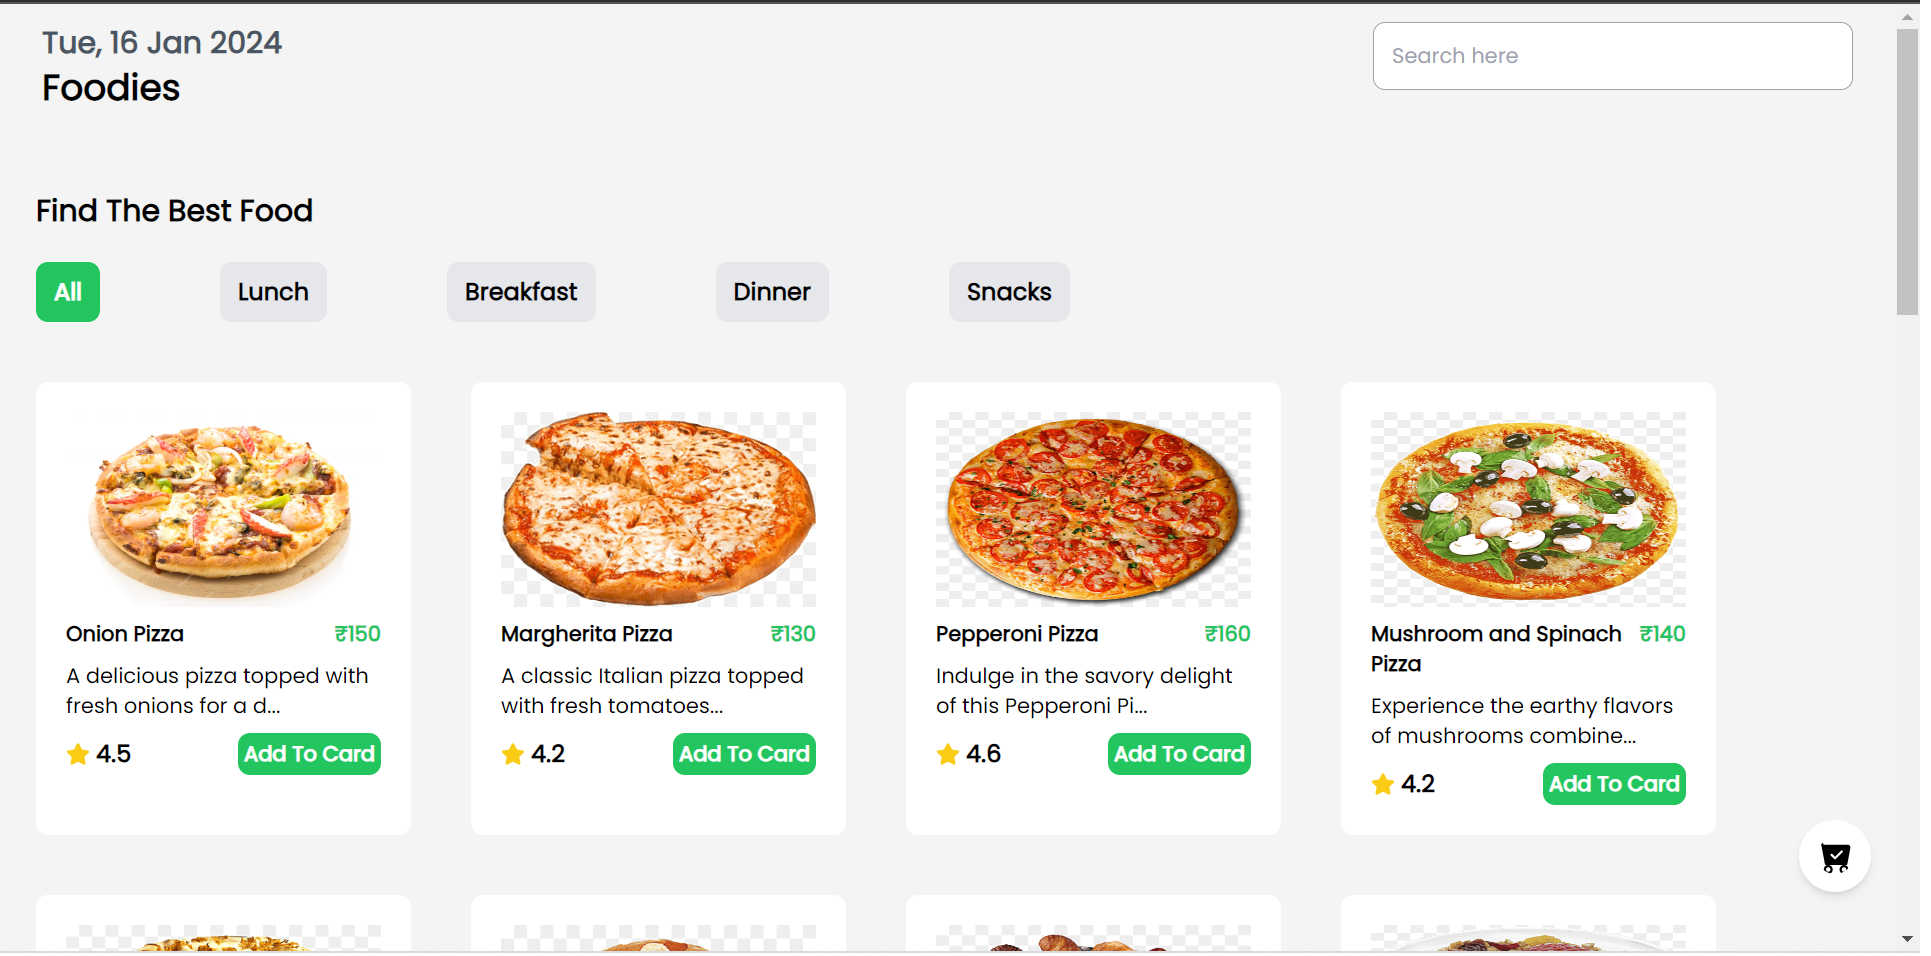 Tue, 16 Jan 2024
Foodies
Search here
Find The Best Food
All
Lunch
Breakfast
Dinner
Snacks
Onion Pizza
₹150
A delicious pizza topped with
fresh onions for a d...
4.5
Add To Card
Margherita Pizza
₹130
A classic Italian pizza topped
with fresh tomatoes...
4.2
Add To Card
Pepperoni Pizza
₹160
Indulge in the savory delight
of this Pepperoni Pi...
4.6
Add To Card
Mushroom and Spinach
Pizza
₹140
Experience the earthy flavors
of mushrooms combine...
4.2
Add To Card